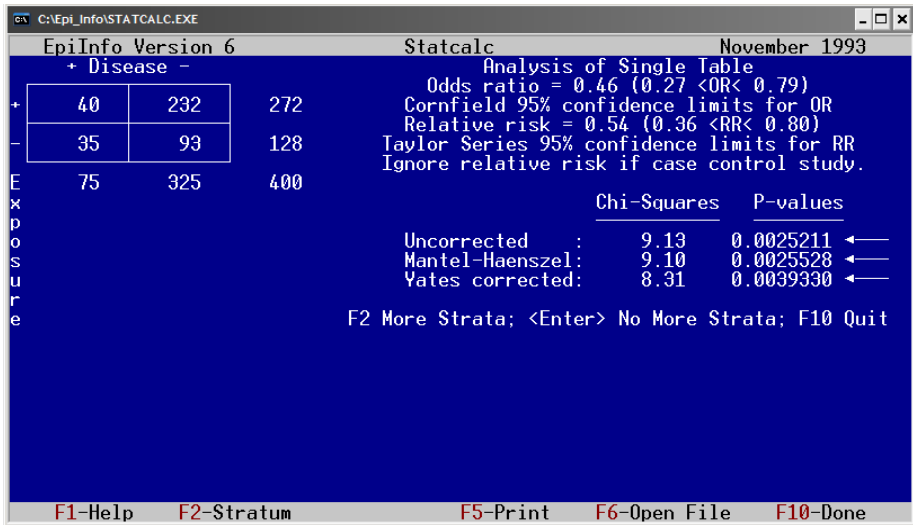 C:\Epi_Info\STATCALC.EXE
EpiInfo Version 6 Statcalc November 1993
+ Disease -
Analysis of Single Table
Odds ratio = 0.46 (0.27 <OR< 0.79)
+ 40 232 272
Cornfield 95% confidence limits for OR
Relative risk = 0.54 (0.36 <RR< 0.80)
- 35 93 128
Taylor Series 95% confidence limits for RR
Ignore relative risk if case control study.
75 325 400
Exposure
Chi-Squares P-values
Uncorrected : 9.13 0.0025211
Mantel-Haenszel: 9.10 0.0025528
Yates corrected: 8.31 0.0039330
F2 More Strata; <Enter> No More Strata; F10 Quit
F1-Help F2-Stratum F5-Print F6-Open File F10-Done